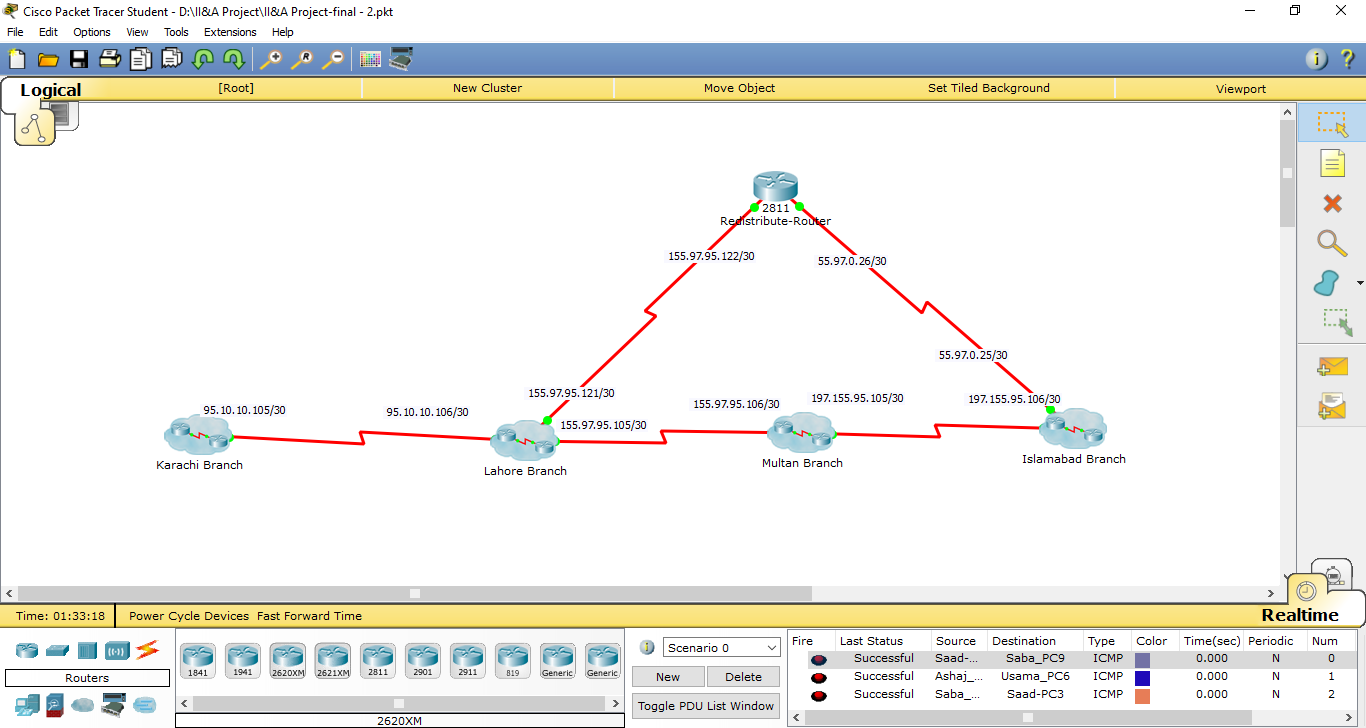 Cisco Packet Tracer Student - D:\II&A Project\II&A Project-final - 2.pkt
File Edit Options View Tools Extensions Help
Logical [Root] New Cluster Move Object Set Tiled Background Viewport
2811
Redistribute-Router
155.97.95.122/30
55.97.0.26/30
55.97.0.25/30
155.97.95.121/30
197.155.95.105/30
197.155.95.106/30
155.97.95.106/30
95.10.10.105/30
95.10.10.106/30
155.97.95.105/30
Karachi Branch
Lahore Branch
Multan Branch
Islamabad Branch
Time: 01:33:18 Power Cycle Devices Fast Forward Time
Realtime
Routers
1841 1941 2620XM 2621XM 2811 2901 2911 819 Generic Generic
2620XM
Scenario 0
New Delete
Toggle PDU List Window
Fire Last Status Source Destination Type Color Time(sec) Periodic Num
Successful Saad-... Saba_PC9 ICMP 0.000 N 0
Successful Ashaj_... Usama_PC6 ICMP 0.000 N 1
Successful Saba_... Saad-PC3 ICMP 0.000 N 2